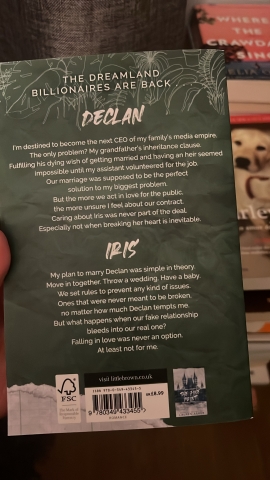 THE DREAMLAND
BILLIONAIRES ARE BACK
DECLAN
I'm destined to become the next CEO of my family's media empire.
The only problem? My grandfather's inheritance clause.
Fulfilling his dying wish of getting married and having an heir seemed
impossible until my assistant volunteered for the job.
Our marriage was supposed to be the perfect
solution to my biggest problem.
But the more we act in love for the public,
the more unsure I feel about our contract.
Caring about Iris was never part of the deal.
Especially not when breaking her heart is inevitable.
IRIS
My plan to marry Declan was simple in theory.
Move in together. Throw a wedding. Have a baby.
We set rules to prevent any kind of issues.
Ones that were never meant to be broken,
no matter how much Declan tempts me.
But what happens when our fake relationship
bleeds into our real one?
Falling in love was never an option.
At least not for me.
visit littlebrown.co.uk
FSC
9 780349 433455
UK £8.99
WHERE
THE
CRAWDA
SING